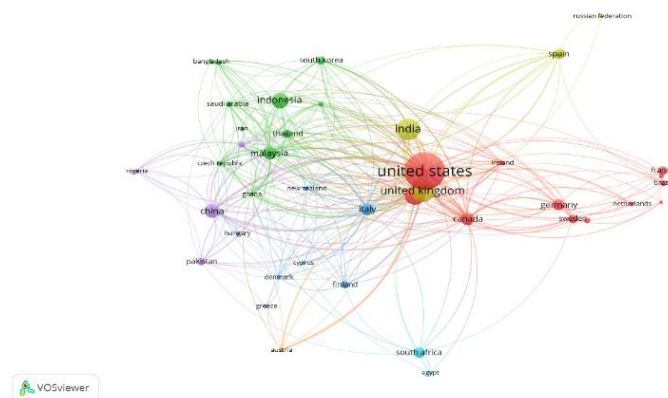 russian federation
spain
bangladesh
south korea
indonesia
saudi arabia
india
iran
thailand
malaysia
czech republic
ireland
nigeria
united states
new zealand
united kingdom
ghana
china
italy
canada
germany
sweden
netherlands
hungary
pakistan
cyprus
denmark
finland
greece
austria
south africa
egypt
VOSviewer